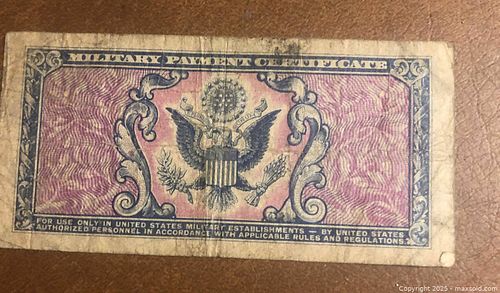 MILITARY PAYMENT CERTIFICATE
FOR USE ONLY IN UNITED STATES MILITARY ESTABLISHMENTS — BY UNITED STATES
AUTHORIZED PERSONNEL IN ACCORDANCE WITH APPLICABLE RULES AND REGULATIONS.
Copyright 2025 - maxsold.com